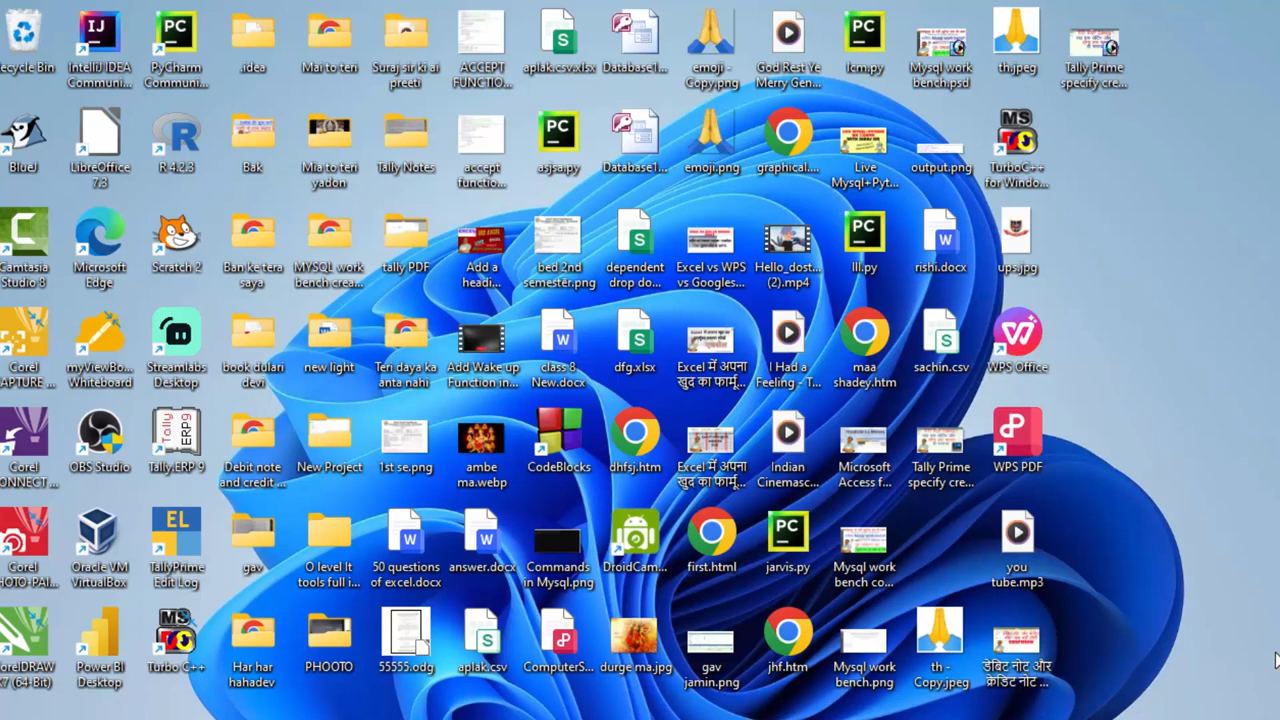 ecycle Bin
IntelliJ IDEA
Communi...
PyCharm
Communi...
.idea
Mai to teri
Suraj sir ki ai
preeti
ACCEPT
FUNCTIO...
aplak.csv.xlsx
Database1...
emoji -
Copy.png
God Rest Ye
Merry Gen...
lcm.py
Mysql work
bench.psd
th.jpeg
Tally Prime
specify cre...
BlueJ
LibreOffice
7.3
R 4.2.3
Bak
Mia to teri
yadon
Tally Notes
accept
functio...
asjsa.py
Database1...
emoji.png
graphical....
Live
Mysql+Pyt...
output.png
TurboC++
for Windo...
Camtasia
Studio 8
Microsoft
Edge
Scratch 2
Ban ke tera
saya
MYSQL work
bench crea...
tally PDF
Add a
headi...
bed 2nd
semester.png
dependent
drop do...
Excel vs WPS
vs Googles...
Hello_dost...
(2).mp4
lll.py
rishi.docx
ups.jpg
Corel
APTURE ...
myViewBo...
Whiteboard
Streamlabs
Desktop
book dulari
devi
new light
Teri daya ka
anta nahi
Add Wake up
Function in...
class 8
New.docx
dfg.xlsx
Excel में अपना
खुद का फार्मू...
I Had a
Feeling - T...
maa
shadey.htm
sachin.csv
WPS Office
Corel
ONNECT ...
OBS Studio
Tally.ERP 9
Debit note
and credit ...
New Project
1st se.png
ambe
ma.webp
CodeBlocks
dhfsj.htm
Excel में अपना
खुद का फार्मू...
Indian
Cinemasc...
Microsoft
Access f...
Tally Prime
specify cre...
WPS PDF
Corel
HOTO-PAI...
Oracle VM
VirtualBox
TallyPrime
Edit Log
gav
O level It
tools full i...
50 questions
of excel.docx
answer.docx
Commands
in Mysql.png
DroidCam...
first.html
jarvis.py
Mysql work
bench co...
you
tube.mp3
orelDRAW
X7 (64-Bit)
Power BI
Desktop
Turbo C++
Har har
hahadev
PHOOTO
55555.odg
aplak.csv
ComputerS...
durge ma.jpg
gav
jamin.png
jhf.htm
Mysql work
bench.png
th -
Copy.jpeg
डेबिट नोट और
क्रेडिट नोट ...